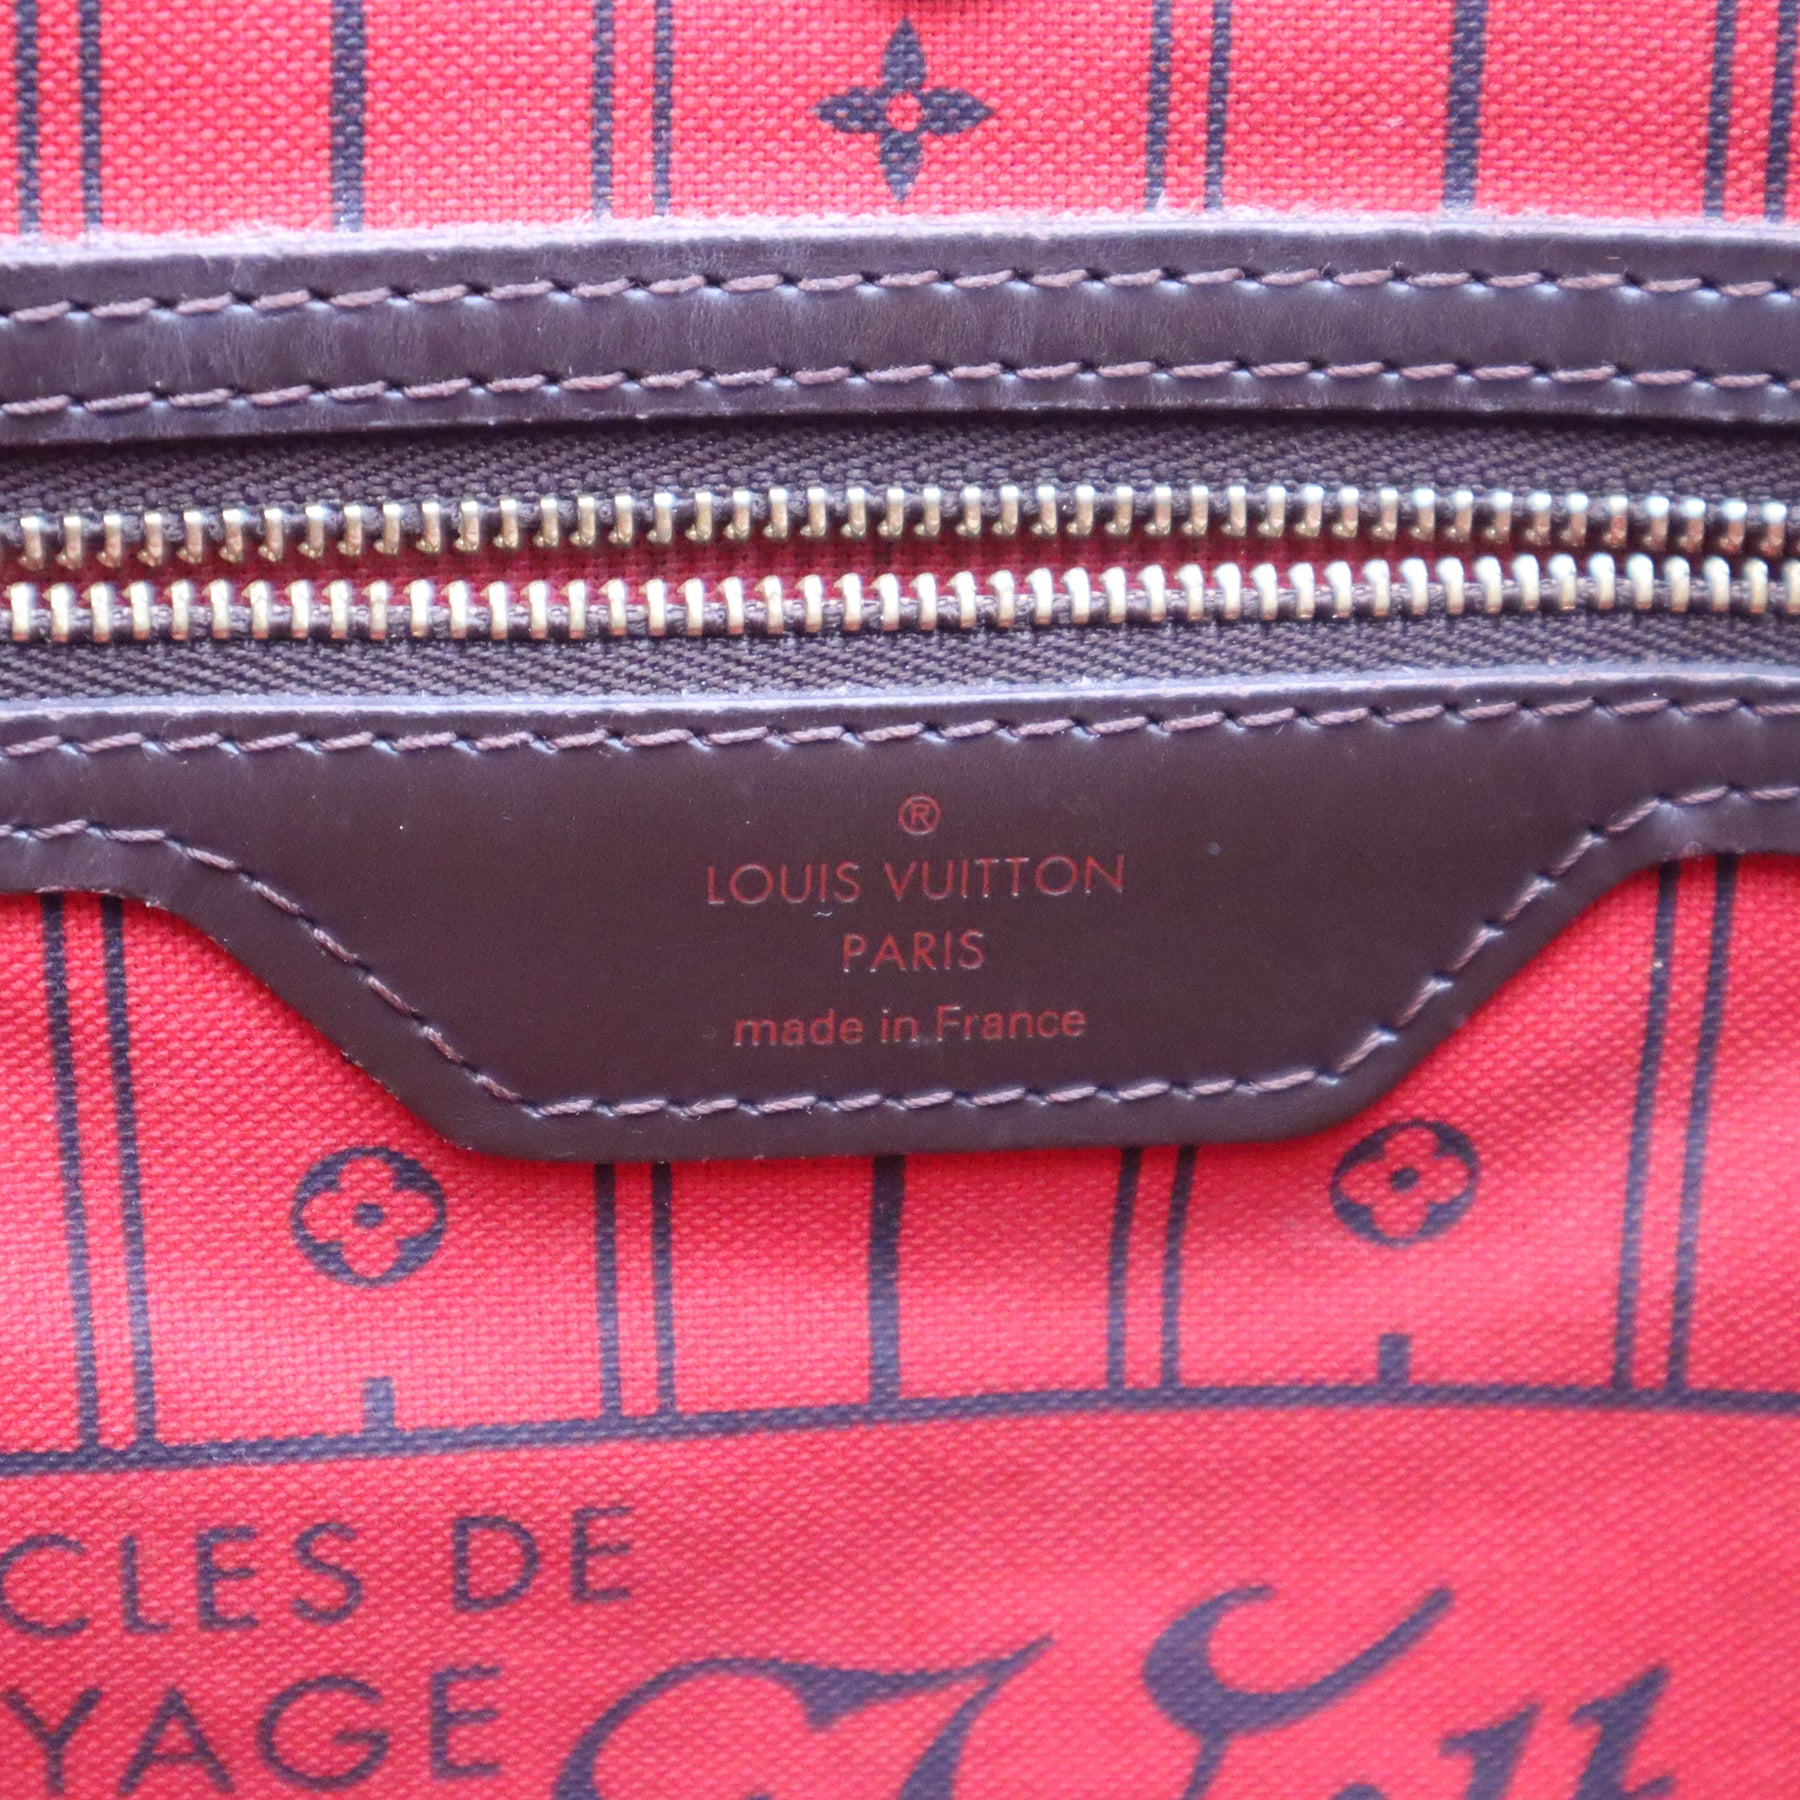 ®
LOUIS VUITTON
PARIS
made in France
CLES DE
YAGE